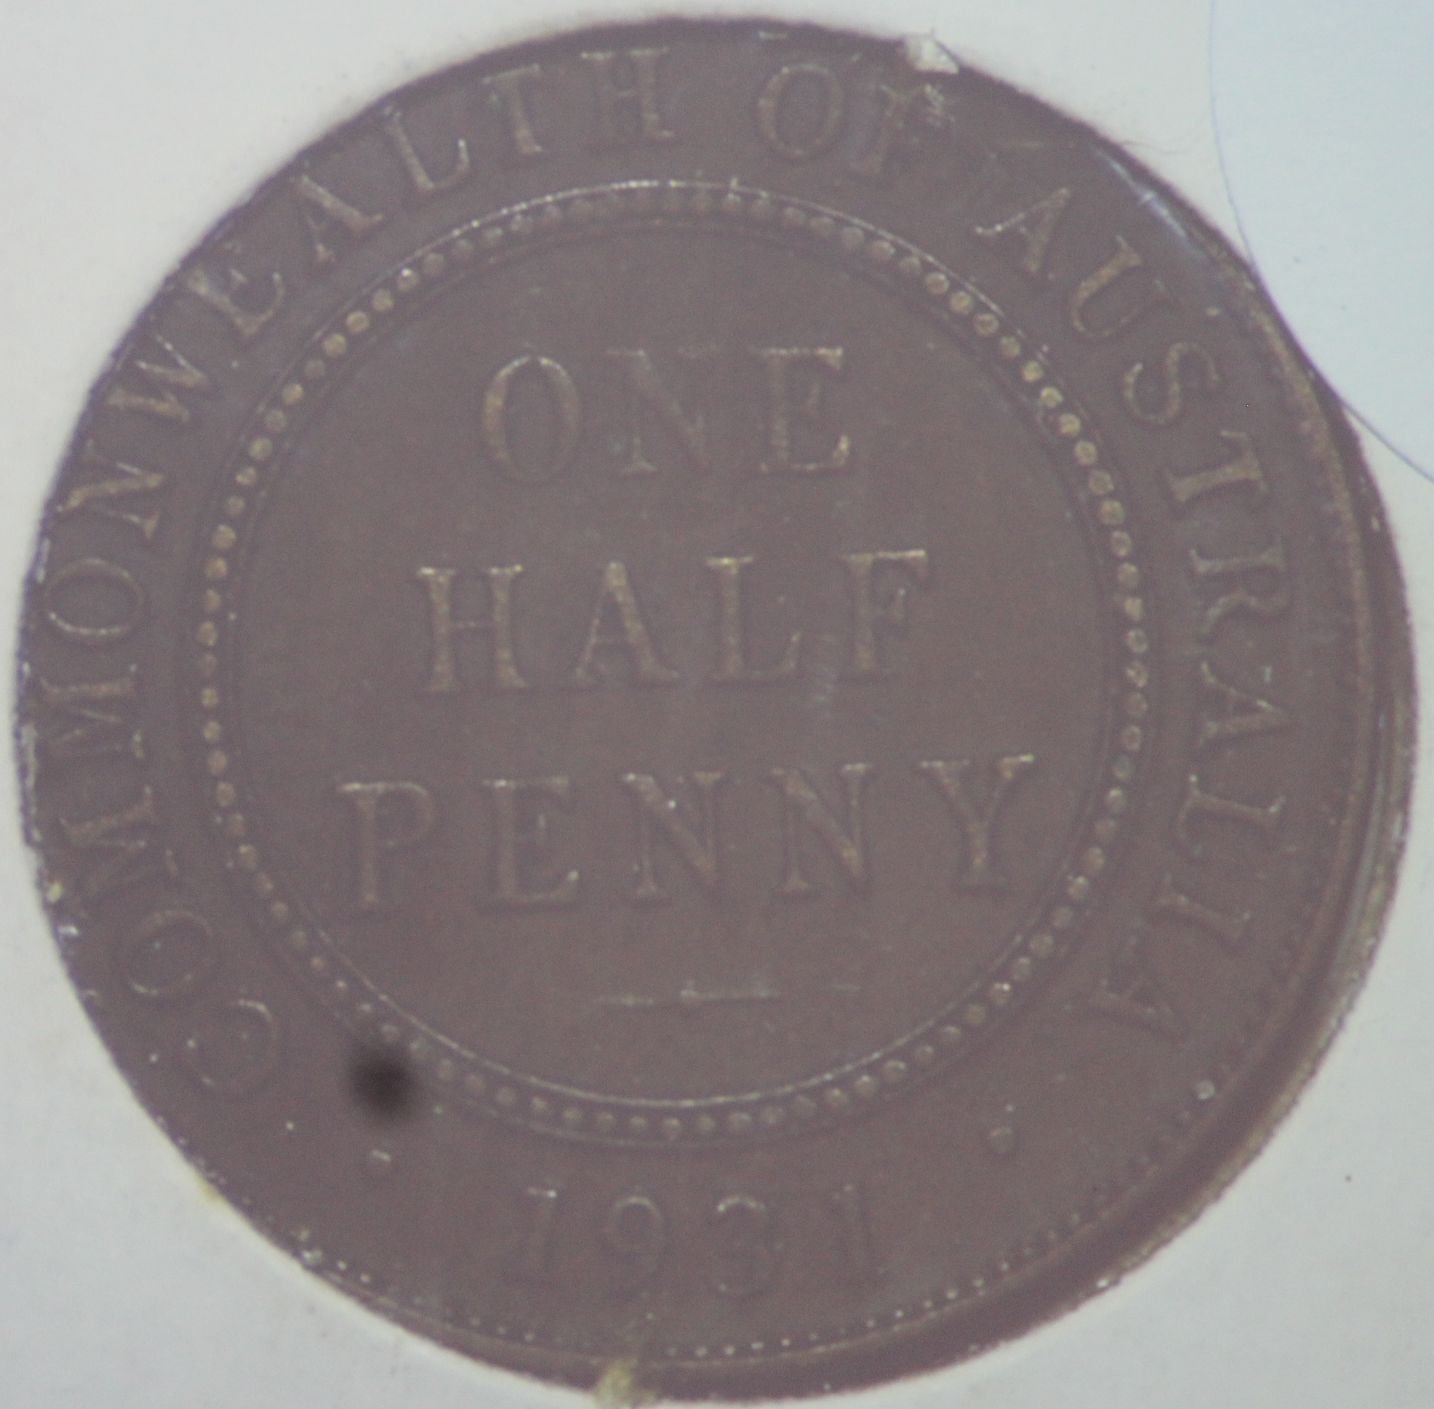 COMMONWEALTH OF AUSTRALIA
ONE
HALF
PENNY
1931